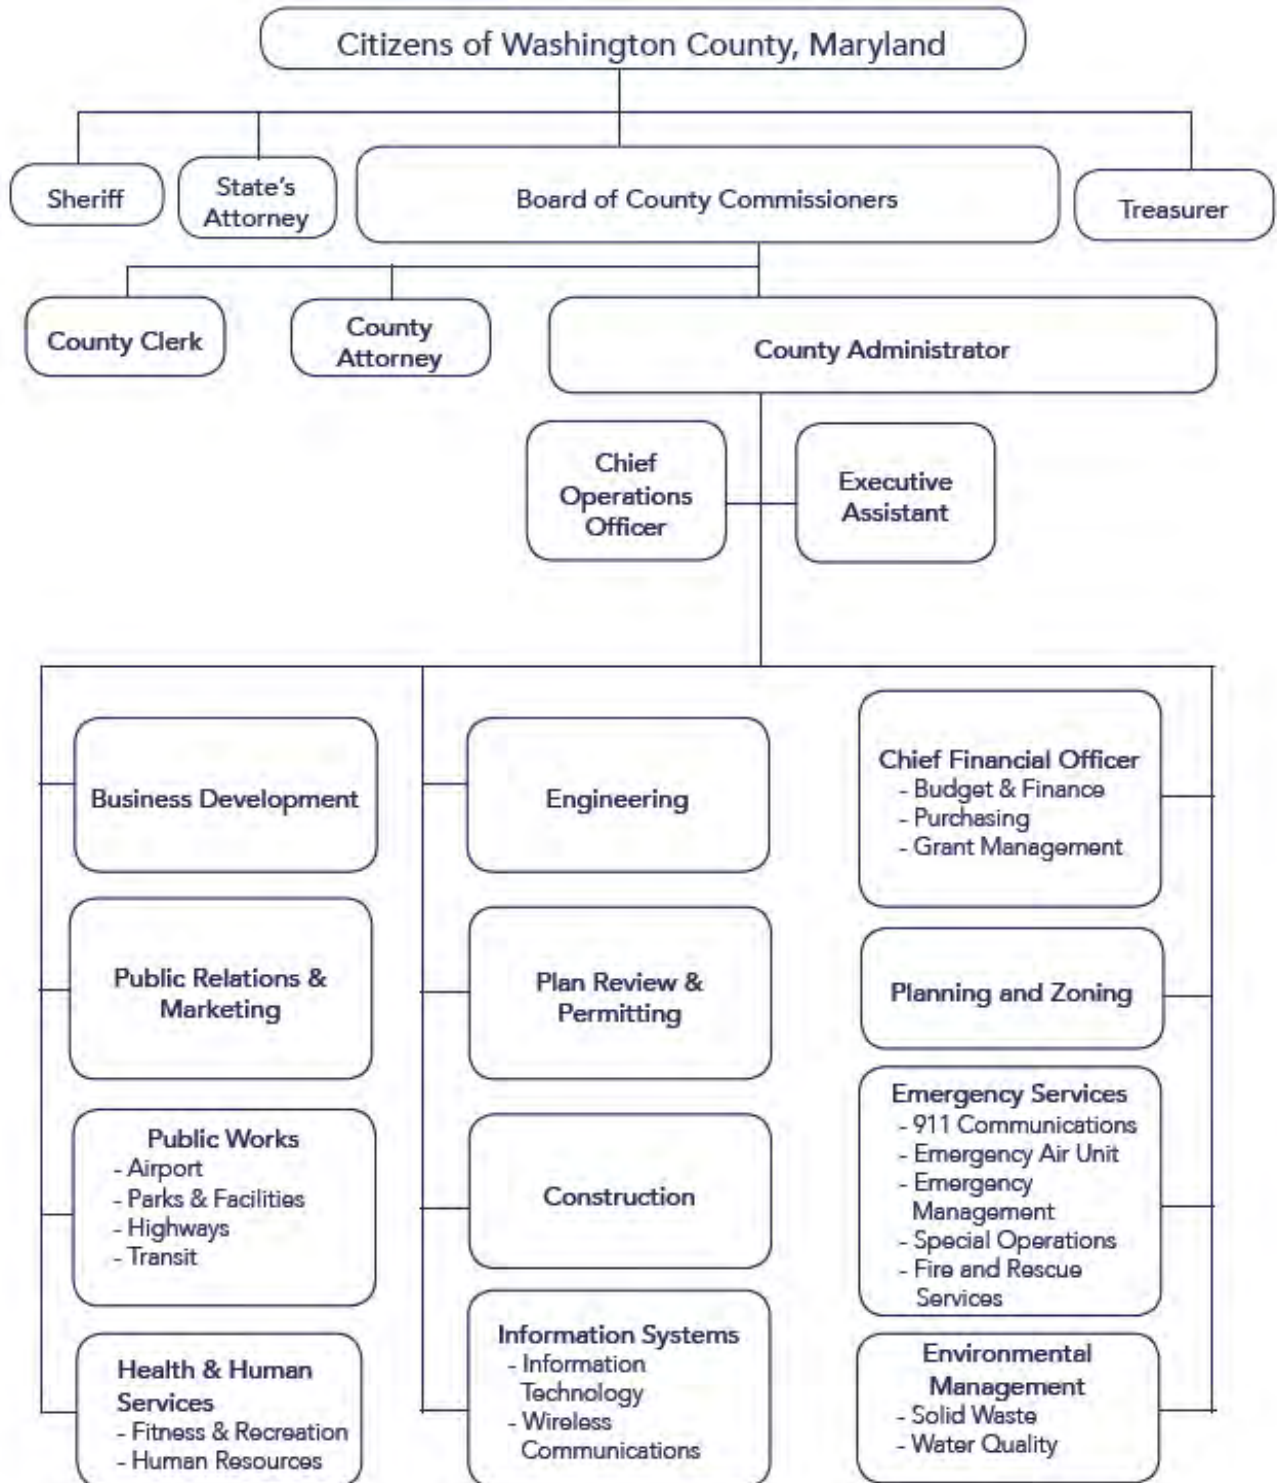 Citizens of Washington County, Maryland
Sheriff
State's
Attorney
Board of County Commissioners
Treasurer
County Clerk
County
Attorney
County Administrator
Chief
Operations
Officer
Executive
Assistant
Business Development
Engineering
Chief Financial Officer
- Budget & Finance
- Purchasing
- Grant Management
Public Relations &
Marketing
Plan Review &
Permitting
Planning and Zoning
Public Works
- Airport
- Parks & Facilities
- Highways
- Transit
Construction
Emergency Services
- 911 Communications
- Emergency Air Unit
- Emergency
Management
- Special Operations
- Fire and Rescue
Services
Health & Human
Services
- Fitness & Recreation
- Human Resources
Information Systems
- Information
Technology
- Wireless
Communications
Environmental
Management
- Solid Waste
- Water Quality